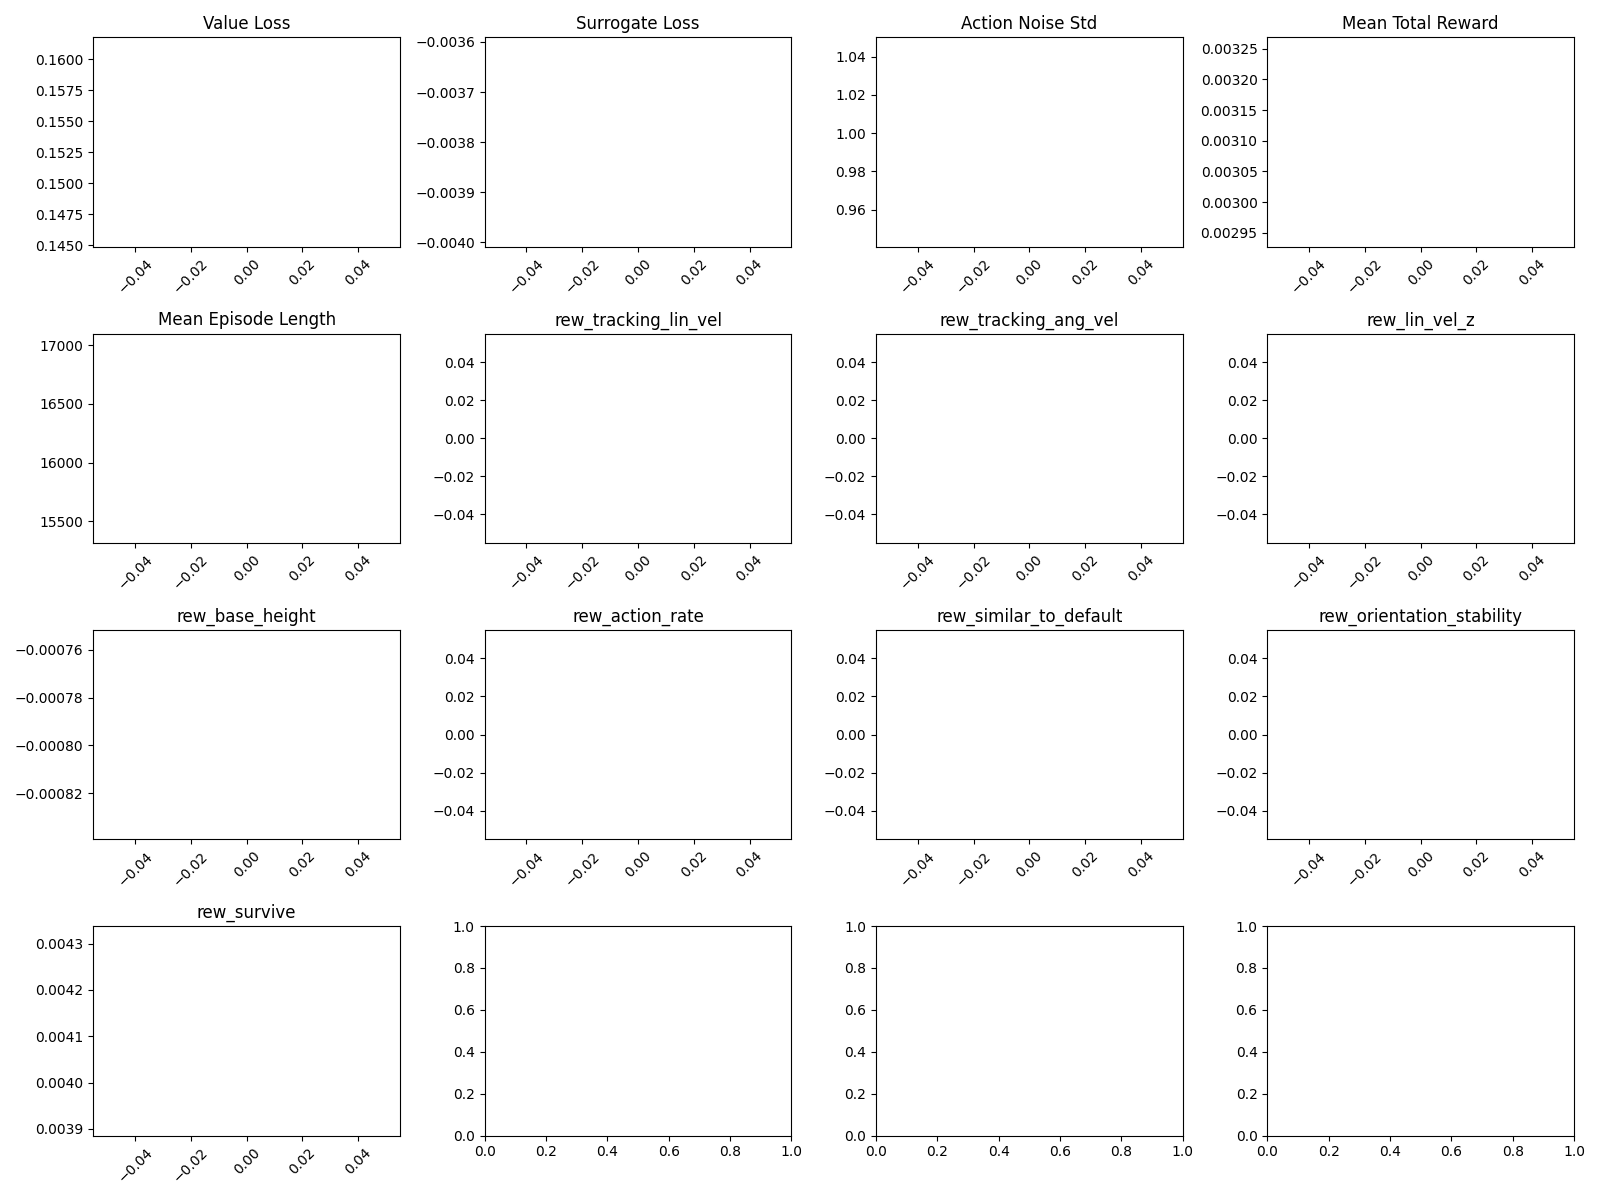 Value Loss
0.1600
0.1575
0.1550
0.1525
0.1500
0.1475
0.1450
−0.04 −0.02 0.00 0.02 0.04
Surrogate Loss
−0.0036
−0.0037
−0.0038
−0.0039
−0.0040
−0.04 −0.02 0.00 0.02 0.04
Action Noise Std
1.04
1.02
1.00
0.98
0.96
−0.04 −0.02 0.00 0.02 0.04
Mean Total Reward
0.00325
0.00320
0.00315
0.00310
0.00305
0.00300
0.00295
−0.04 −0.02 0.00 0.02 0.04
Mean Episode Length
17000
16500
16000
15500
−0.04 −0.02 0.00 0.02 0.04
rew_tracking_lin_vel
0.04
0.02
0.00
−0.02
−0.04
−0.04 −0.02 0.00 0.02 0.04
rew_tracking_ang_vel
0.04
0.02
0.00
−0.02
−0.04
−0.04 −0.02 0.00 0.02 0.04
rew_lin_vel_z
0.04
0.02
0.00
−0.02
−0.04
−0.04 −0.02 0.00 0.02 0.04
rew_base_height
−0.00076
−0.00078
−0.00080
−0.00082
−0.04 −0.02 0.00 0.02 0.04
rew_action_rate
0.04
0.02
0.00
−0.02
−0.04
−0.04 −0.02 0.00 0.02 0.04
rew_similar_to_default
0.04
0.02
0.00
−0.02
−0.04
−0.04 −0.02 0.00 0.02 0.04
rew_orientation_stability
0.04
0.02
0.00
−0.02
−0.04
−0.04 −0.02 0.00 0.02 0.04
rew_survive
0.0043
0.0042
0.0041
0.0040
0.0039
−0.04 −0.02 0.00 0.02 0.04
1.0
0.8
0.6
0.4
0.2
0.0
0.0 0.2 0.4 0.6 0.8 1.0
1.0
0.8
0.6
0.4
0.2
0.0
0.0 0.2 0.4 0.6 0.8 1.0
1.0
0.8
0.6
0.4
0.2
0.0
0.0 0.2 0.4 0.6 0.8 1.0